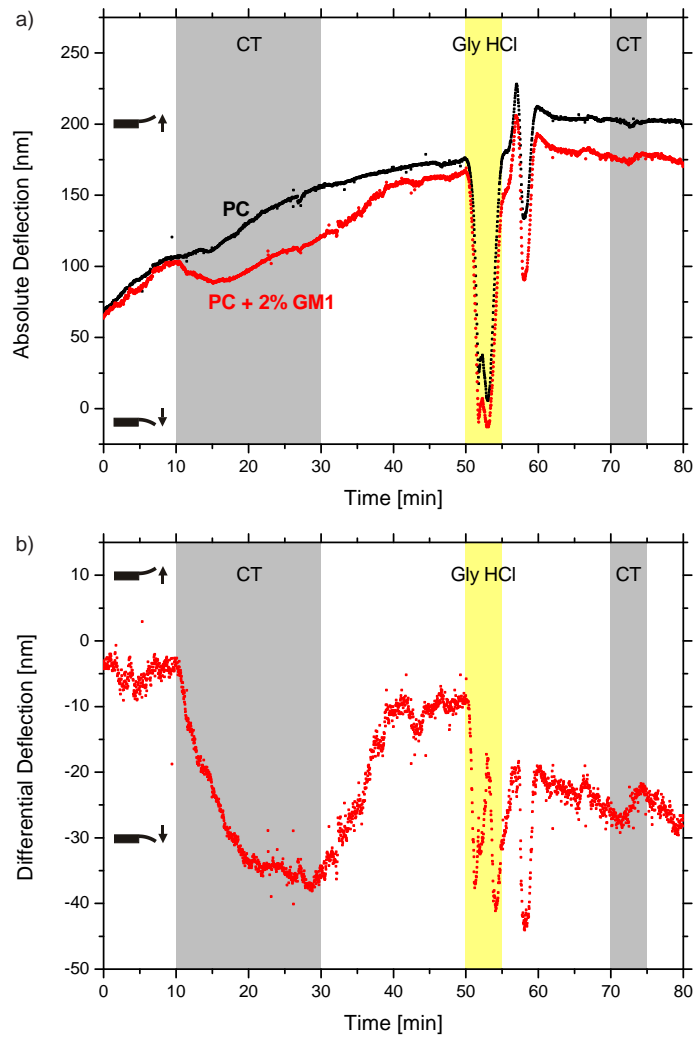 a)
CT
Gly HCl
CT
250
200
150
100
50
0
PC
PC + 2% GM1
Absolute Deflection [nm]
0 10 20 30 40 50 60 70 80
Time [min]
b)
CT
Gly HCl
CT
10
0
-10
-20
-30
-40
-50
Differential Deflection [nm]
0 10 20 30 40 50 60 70 80
Time [min]